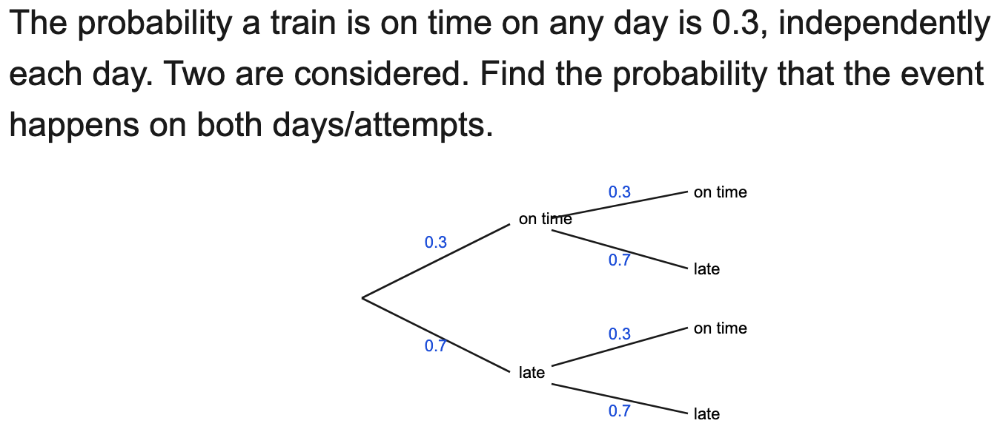 The probability a train is on time on any day is 0.3, independently
each day. Two are considered. Find the probability that the event
happens on both days/attempts.
0.3
on time
on time
0.3
0.7
late
0.3
on time
0.7
late
0.7
late